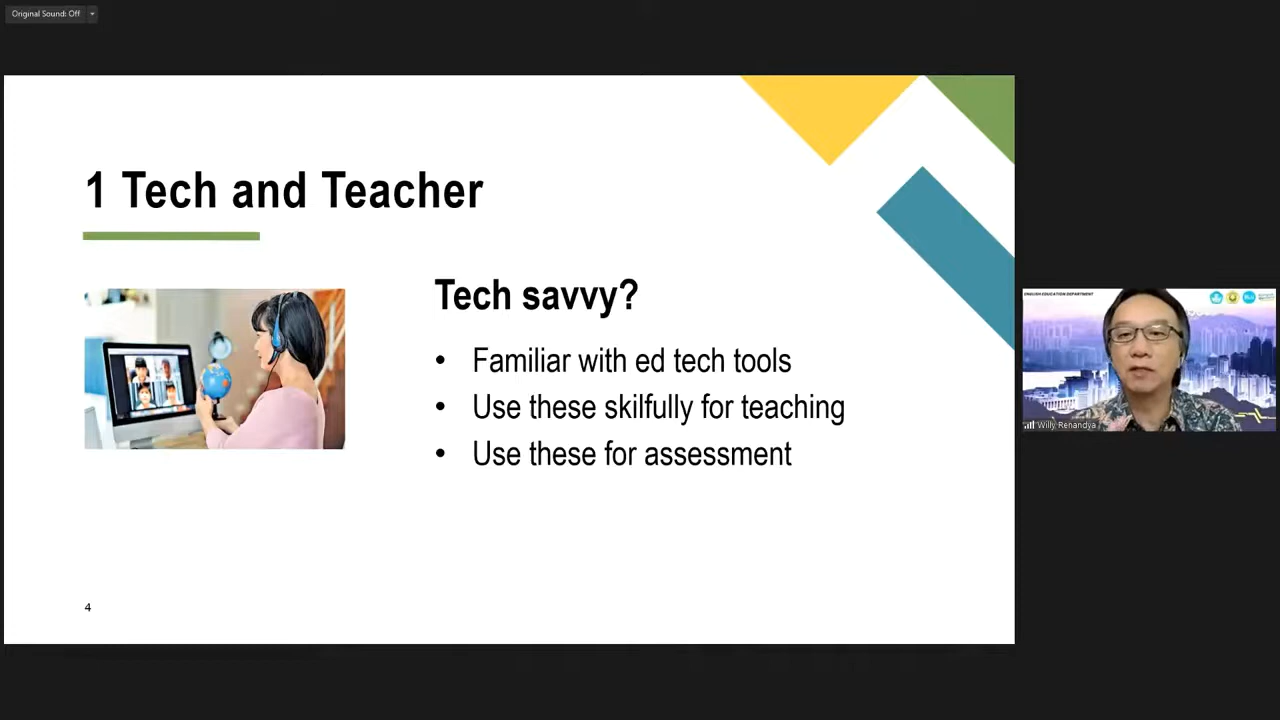 Original Sound: Off
1 Tech and Teacher
Tech savvy?
• Familiar with ed tech tools
• Use these skilfully for teaching
• Use these for assessment
4
ENGLISH EDUCATION DEPARTMENT
Willy Renandya